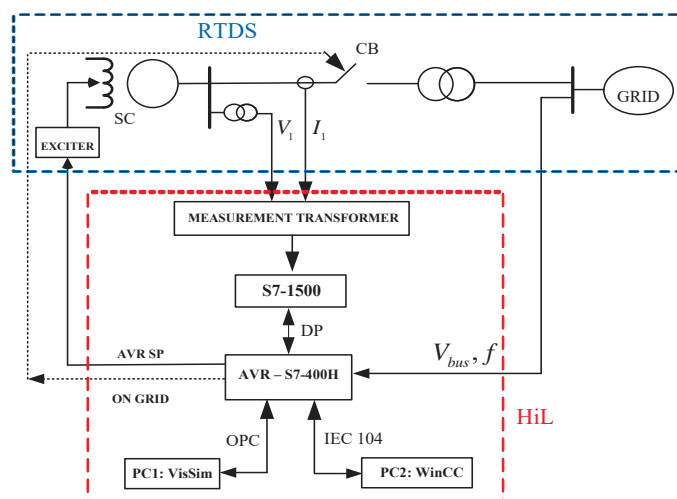 RTDS
CB
SC
GRID
V1
I1
EXCITER
MEASUREMENT TRANSFORMER
S7-1500
DP
AVR SP
AVR – S7-400H
Vbus, f
ON GRID
HiL
OPC
IEC 104
PC1: VisSim
PC2: WinCC